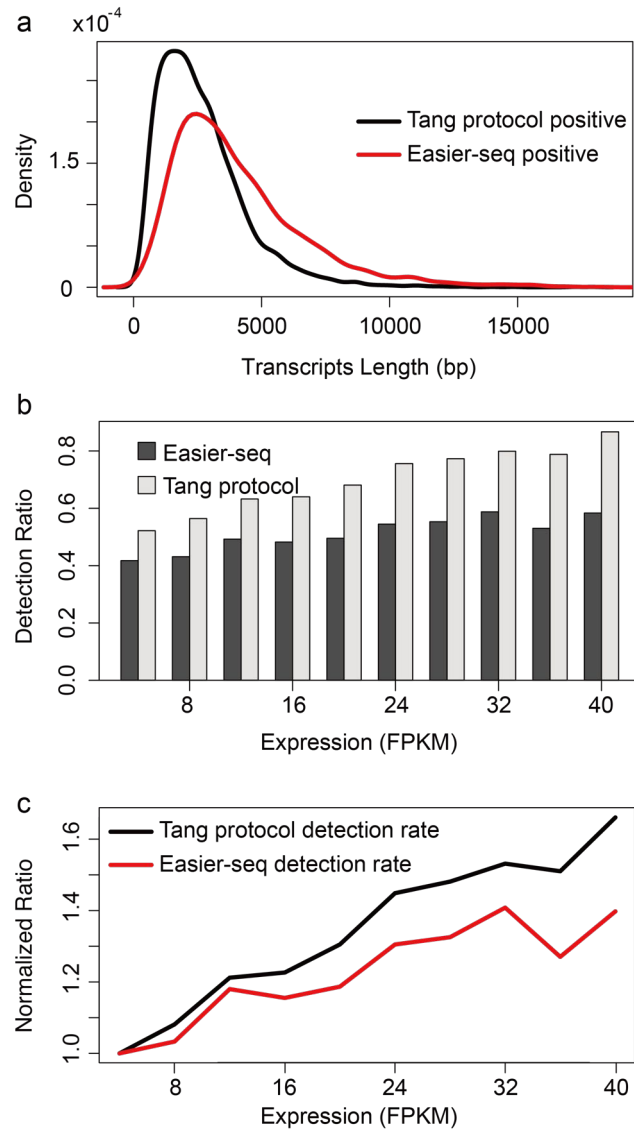 a
x10-4
Density
1.5
0
Tang protocol positive
Easier-seq positive
0 5000 10000 15000
Transcripts Length (bp)
b
Detection Ratio
0.8
0.6
0.4
0.2
0.0
Easier-seq
Tang protocol
8 16 24 32 40
Expression (FPKM)
c
Normalized Ratio
1.6
1.4
1.2
1.0
Tang protocol detection rate
Easier-seq detection rate
8 16 24 32 40
Expression (FPKM)